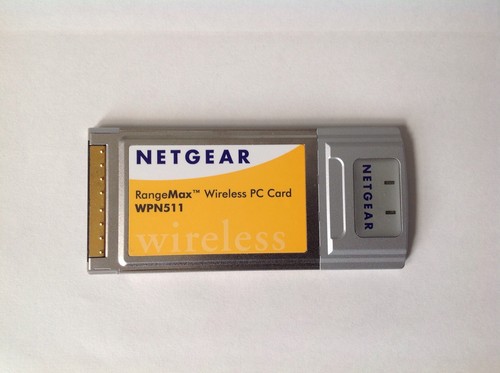 NETGEAR
RangeMax™ Wireless PC Card
WPN511
wireless
NETGEAR